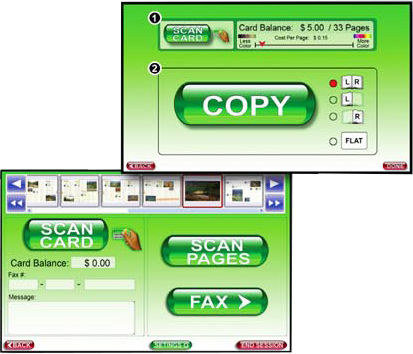 1
SCAN
CARD
Card Balance: $ 5.00 / 33 Pages
Cost Per Page: $ 0.15
Less
Color
More
Color
2
COPY
L R
L
R
FLAT
BACK
DONE
SCAN
CARD
Card Balance: $ 0.00
Fax #:
- -
Message:
SCAN
PAGES
FAX >
BACK
SETINGS
END SESSION